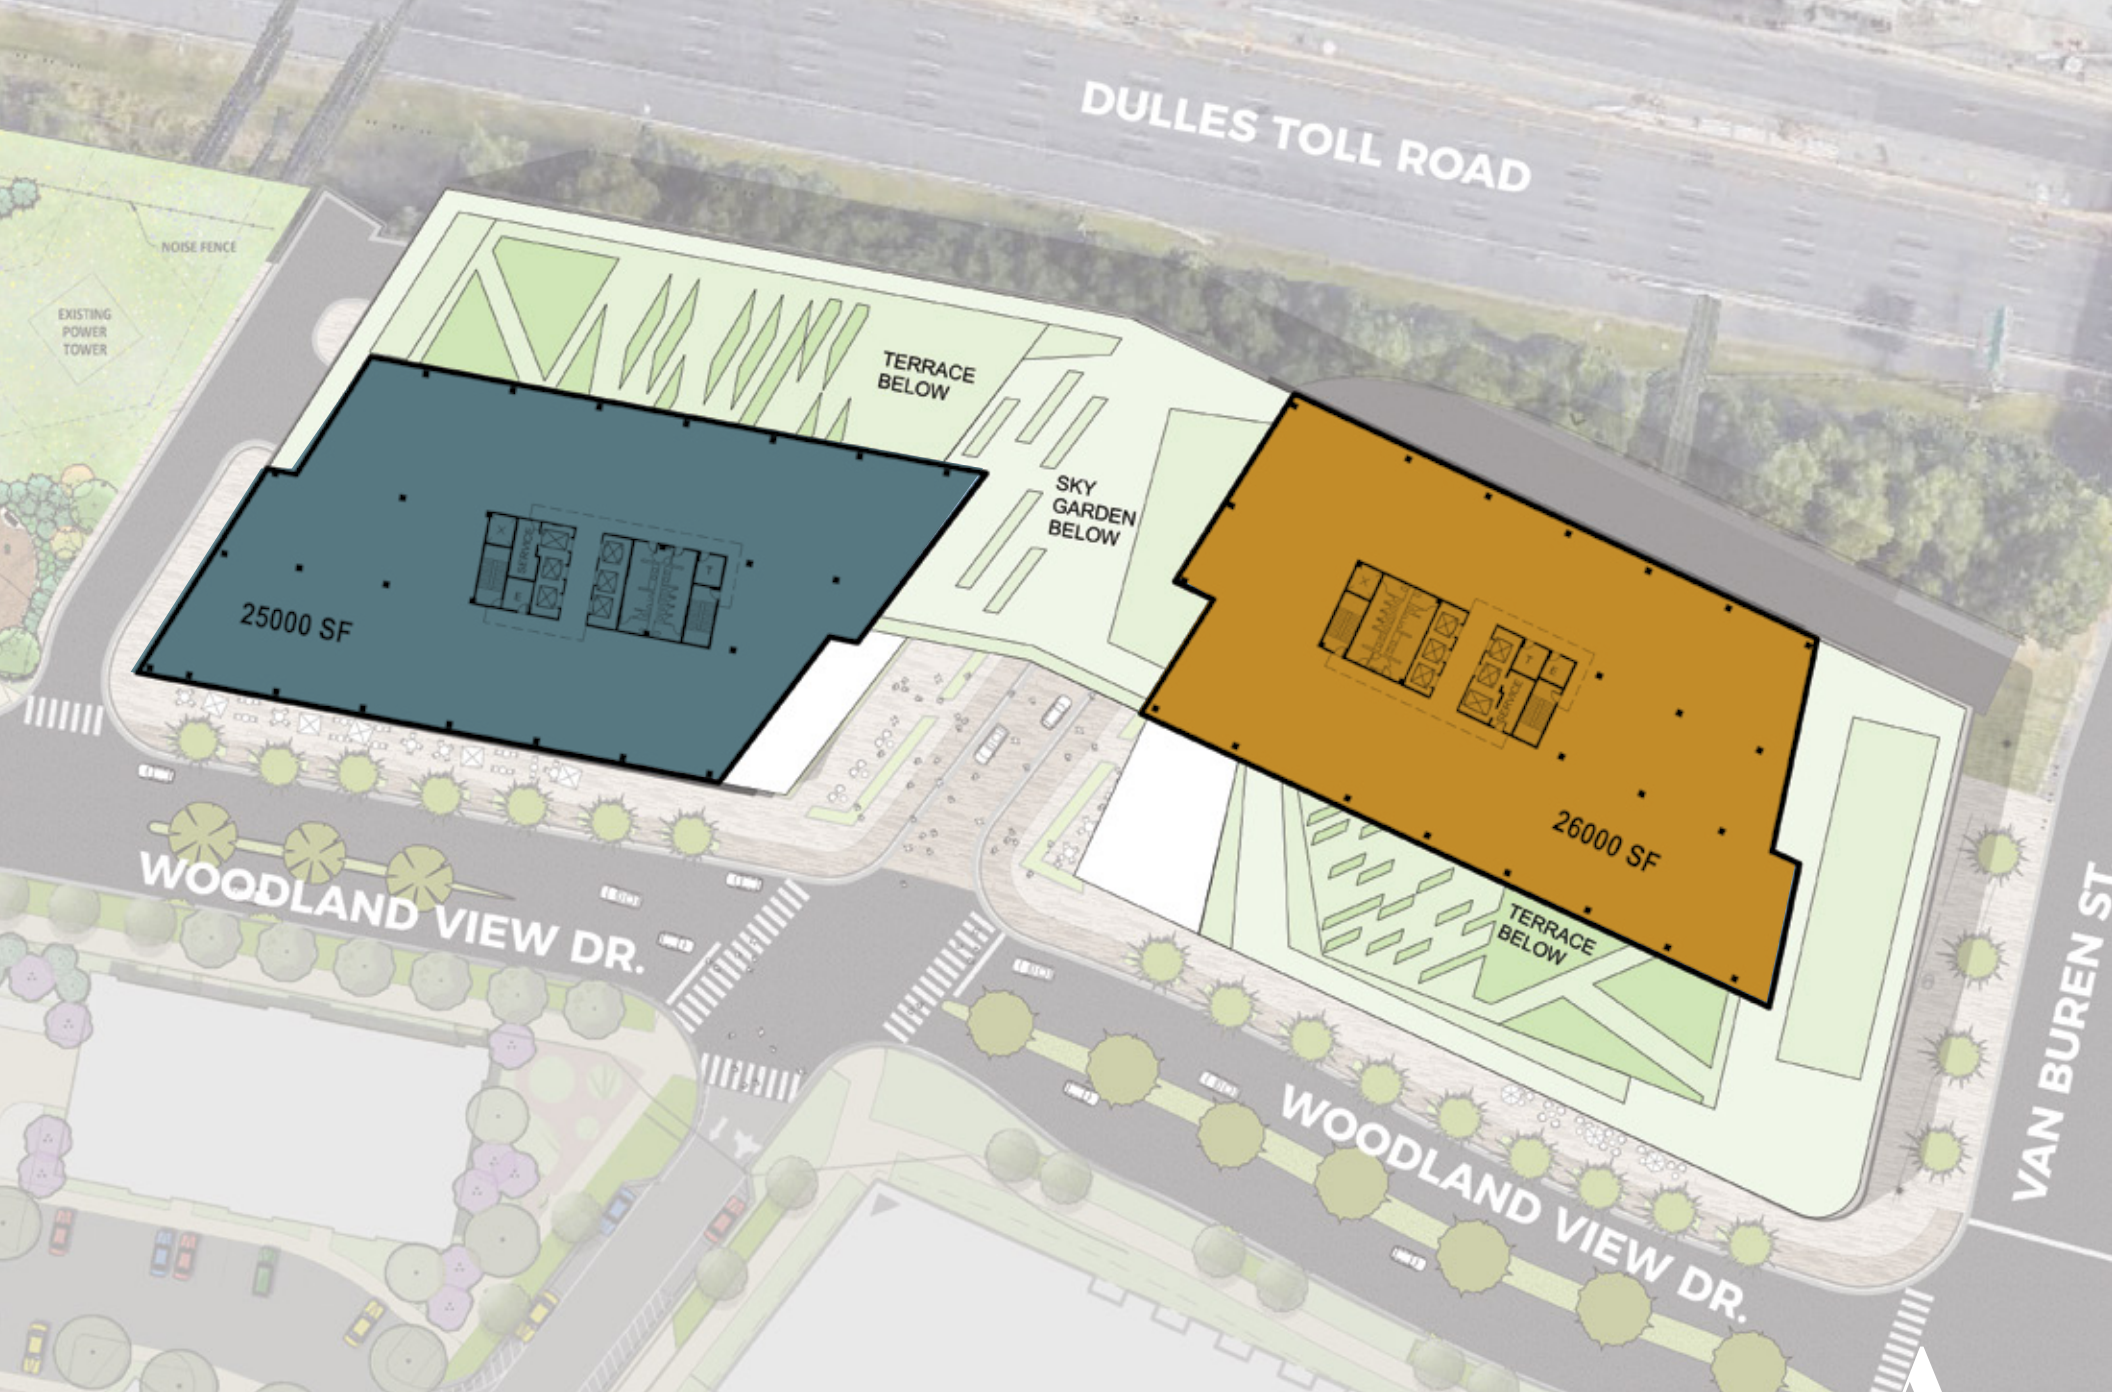 DULLES TOLL ROAD
NOISE FENCE
EXISTING
POWER
TOWER
TERRACE
BELOW
SKY
GARDEN
BELOW
SERVICE
E
T
25000 SF
T
E
SERVICE
26000 SF
TERRACE
BELOW
WOODLAND VIEW DR.
WOODLAND VIEW DR.
VAN BUREN ST